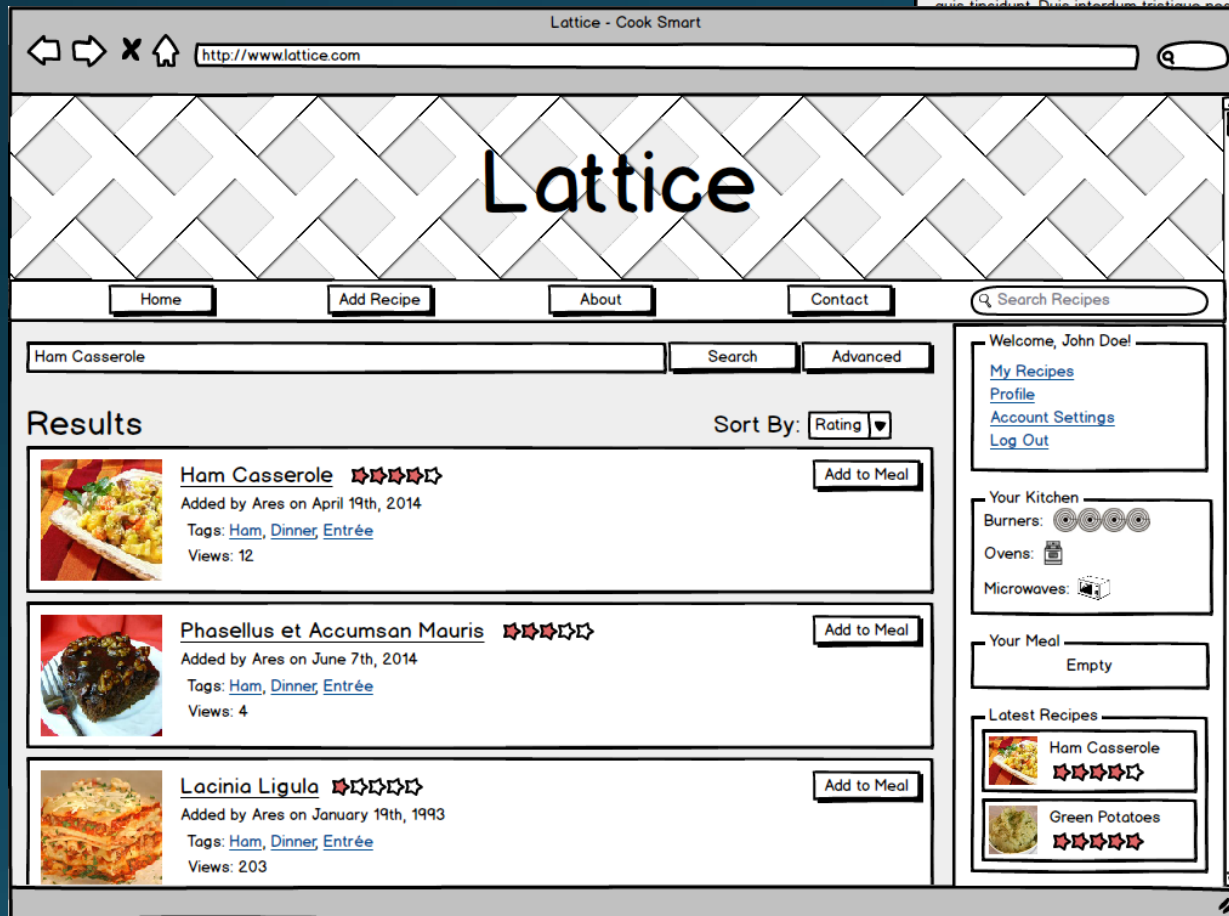 quis tincidunt. Duis interdum tristique
Lattice - Cook Smart
http://www.lattice.com
Lattice
Home
Add Recipe
About
Contact
Search Recipes
Ham Casserole
Search
Advanced
Results
Sort By: Rating
Ham Casserole
Add to Meal
Added by Ares on April 19th, 2014
Tags: Ham, Dinner, Entrée
Views: 12
Phasellus et Accumsan Mauris
Add to Meal
Added by Ares on June 7th, 2014
Tags: Ham, Dinner, Entrée
Views: 4
Lacinia Ligula
Add to Meal
Added by Ares on January 19th, 1993
Tags: Ham, Dinner, Entrée
Views: 203
Welcome, John Doe!
My Recipes
Profile
Account Settings
Log Out
Your Kitchen
Burners:
Ovens:
Microwaves:
Your Meal
Empty
Latest Recipes
Ham Casserole
Green Potatoes